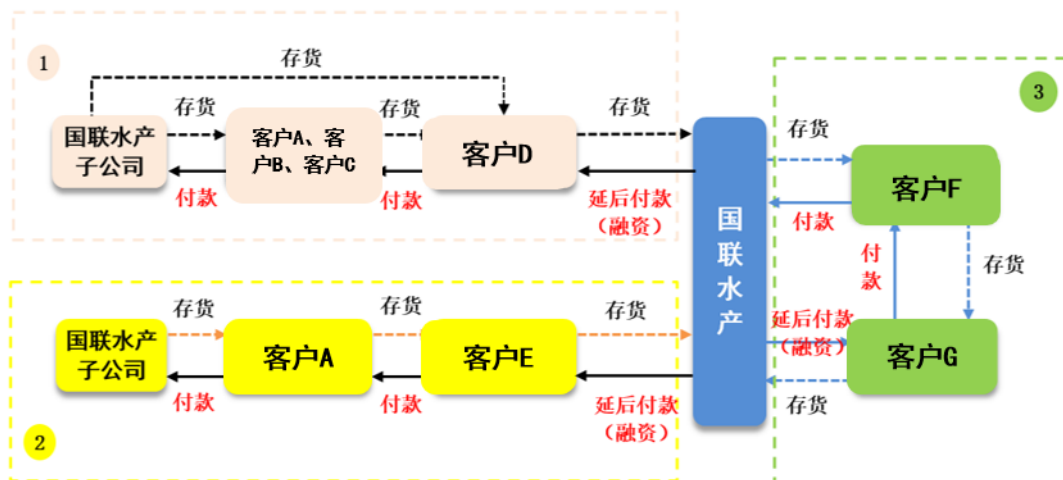 1
存货
存货
存货
存货
国联水产
子公司
客户A、客
户B、客户C
客户D
付款
付款
延后付款
（融资）
国联水产
3
存货
客户F
付款
付款
存货
延后付款
（融资）
客户G
存货
存货
存货
存货
国联水产
子公司
客户A
客户E
付款
付款
延后付款
（融资）
2